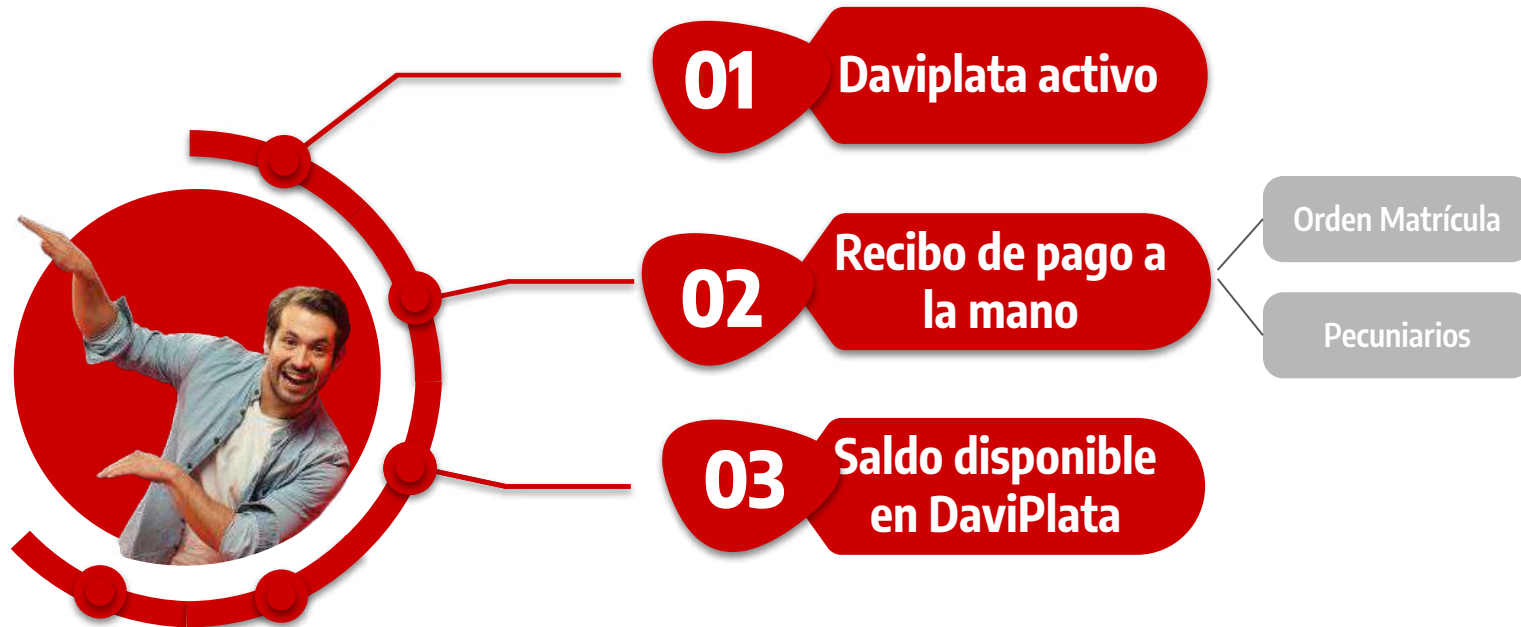 01
Daviplata activo
02
Recibo de pago a
la mano
Orden Matrícula
Pecuniarios
03
Saldo disponible
en DaviPlata